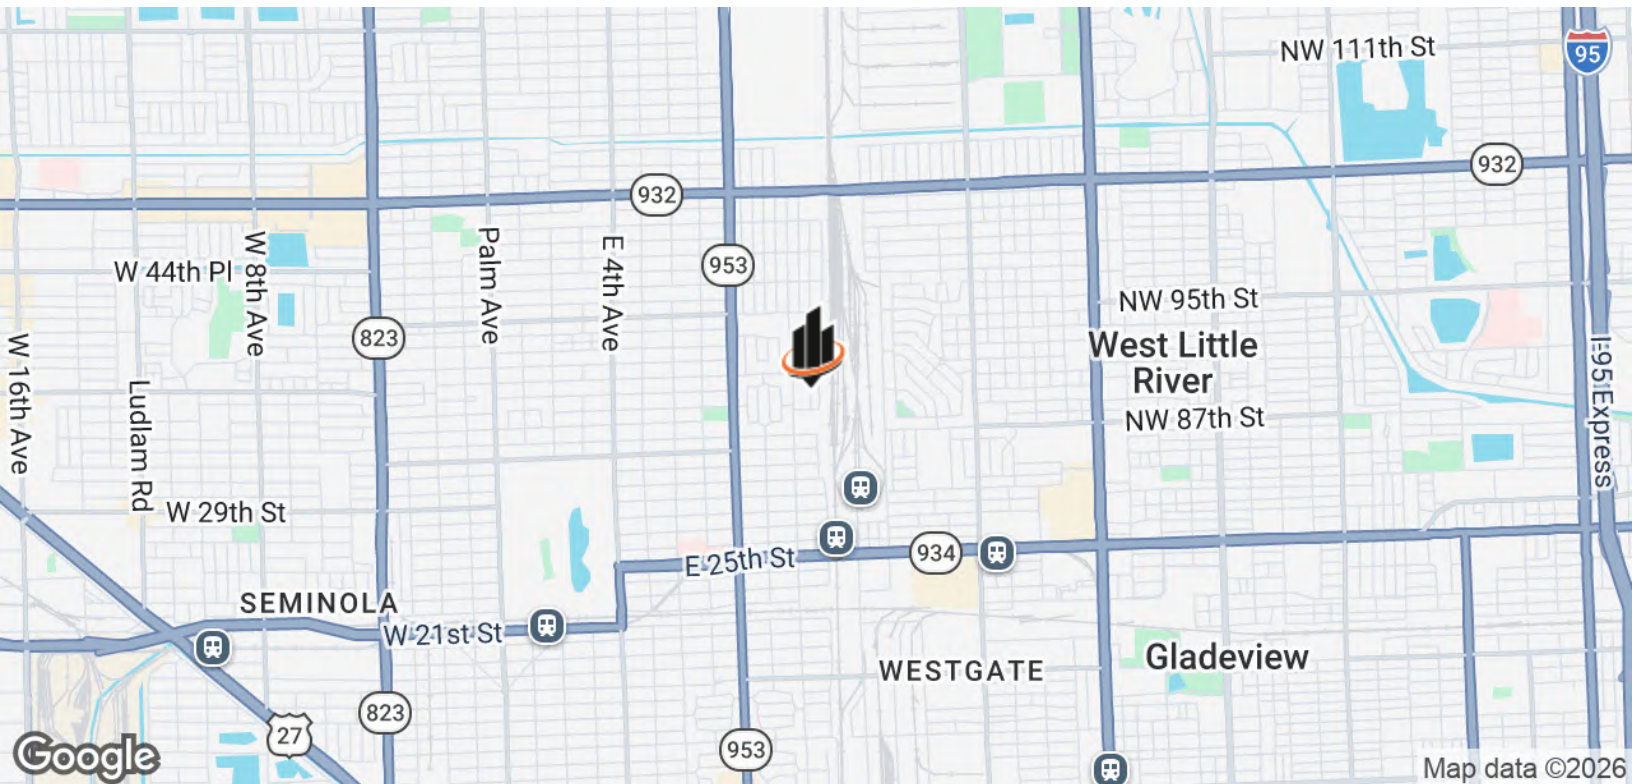 NW 111th St
95
932
932
W 8th Ave
Palm Ave
E 4th Ave
W 44th Pl
953
NW 95th St
823
West Little
River
W 16th Ave
I-95 Express
Ludlam Rd
NW 87th St
W 29th St
E 25th St
934
SEMINOLA
W 21st St
WESTGATE
Gladeview
823
27
953
Google
Map data ©2026